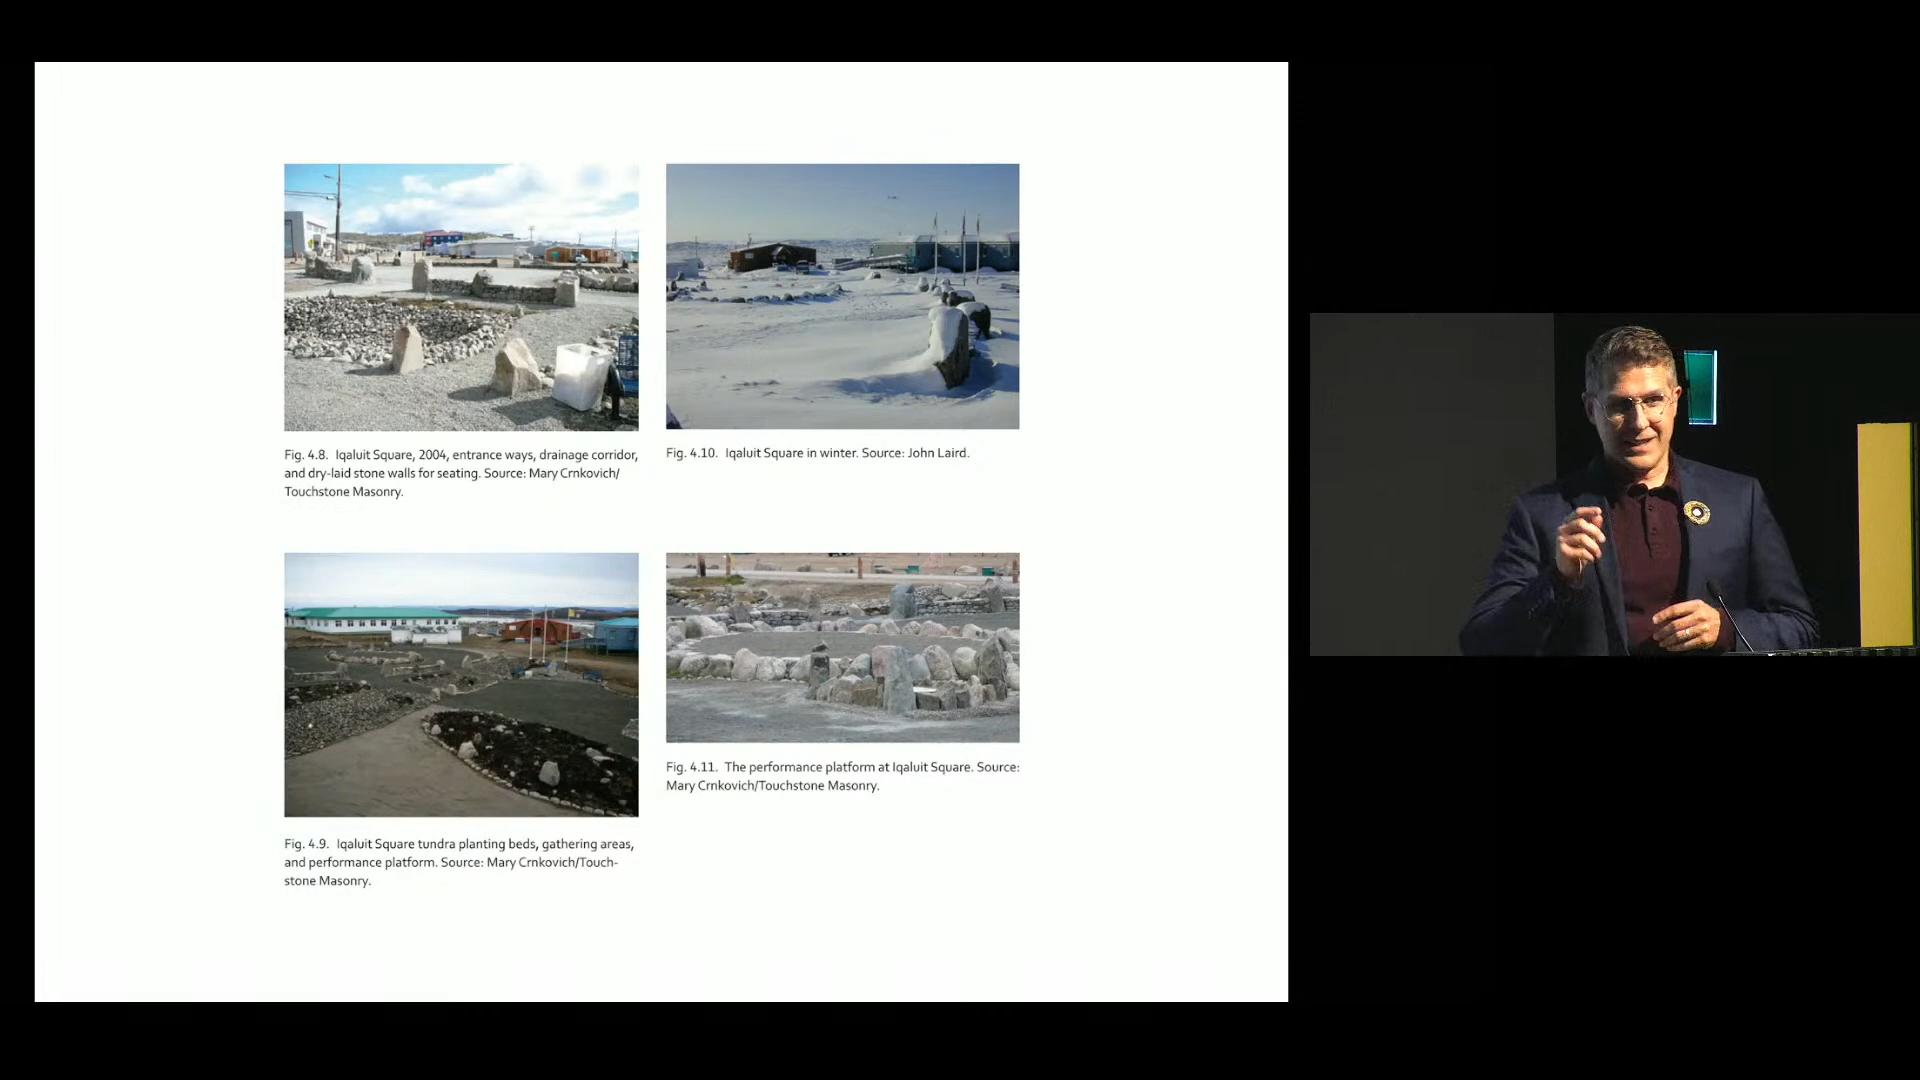 Fig. 4.8. Iqaluit Square, 2004, entrance ways, drainage corridor,
and dry-laid stone walls for seating. Source: Mary Crnkovich/
Touchstone Masonry.
Fig. 4.10. Iqaluit Square in winter. Source: John Laird.
Fig. 4.9. Iqaluit Square tundra planting beds, gathering areas,
and performance platform. Source: Mary Crnkovich/Touch-
stone Masonry.
Fig. 4.11. The performance platform at Iqaluit Square. Source:
Mary Crnkovich/Touchstone Masonry.